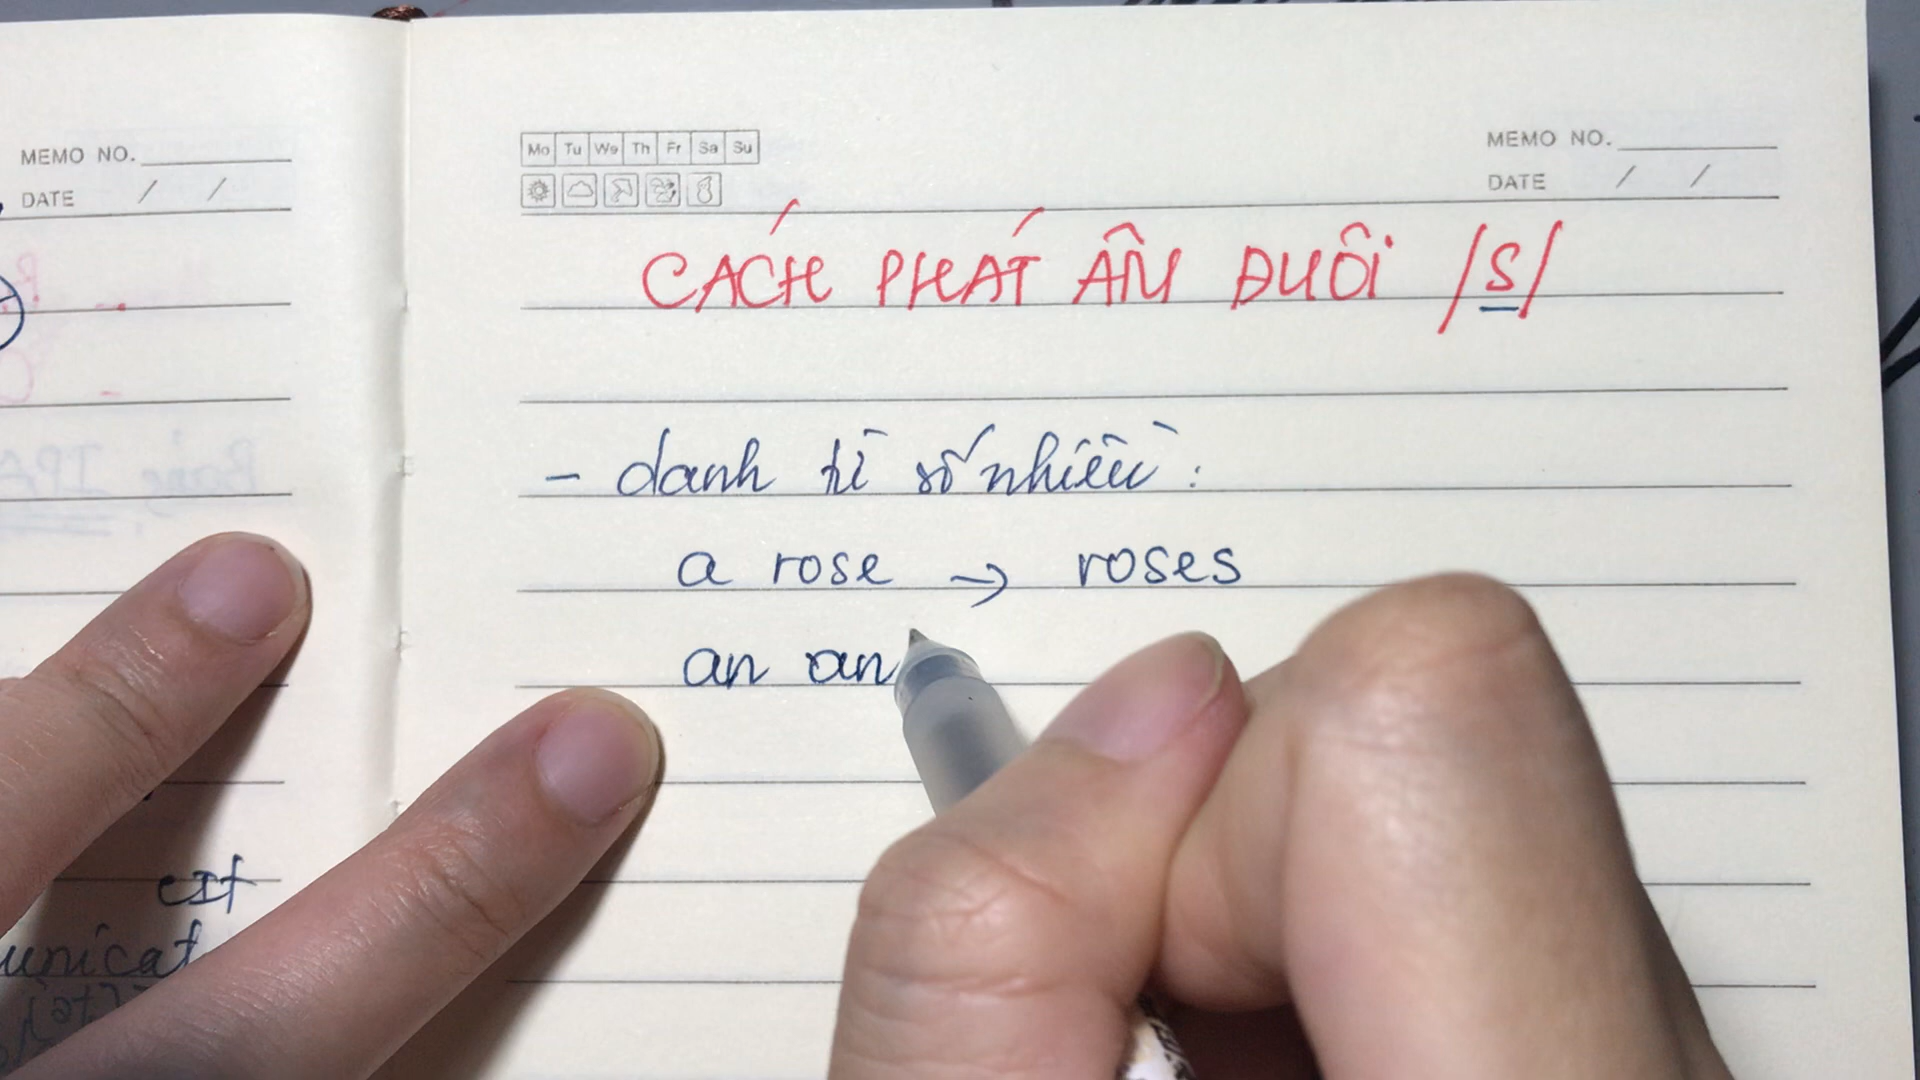 MEMO NO.
DATE / /
Mo Tu We Th Fr Sa Su
MEMO NO.
DATE / /
CÁCH PHÁT ÂM ĐUÔI /S/
- danh từ số nhiều:
a rose → roses
an an
unicat